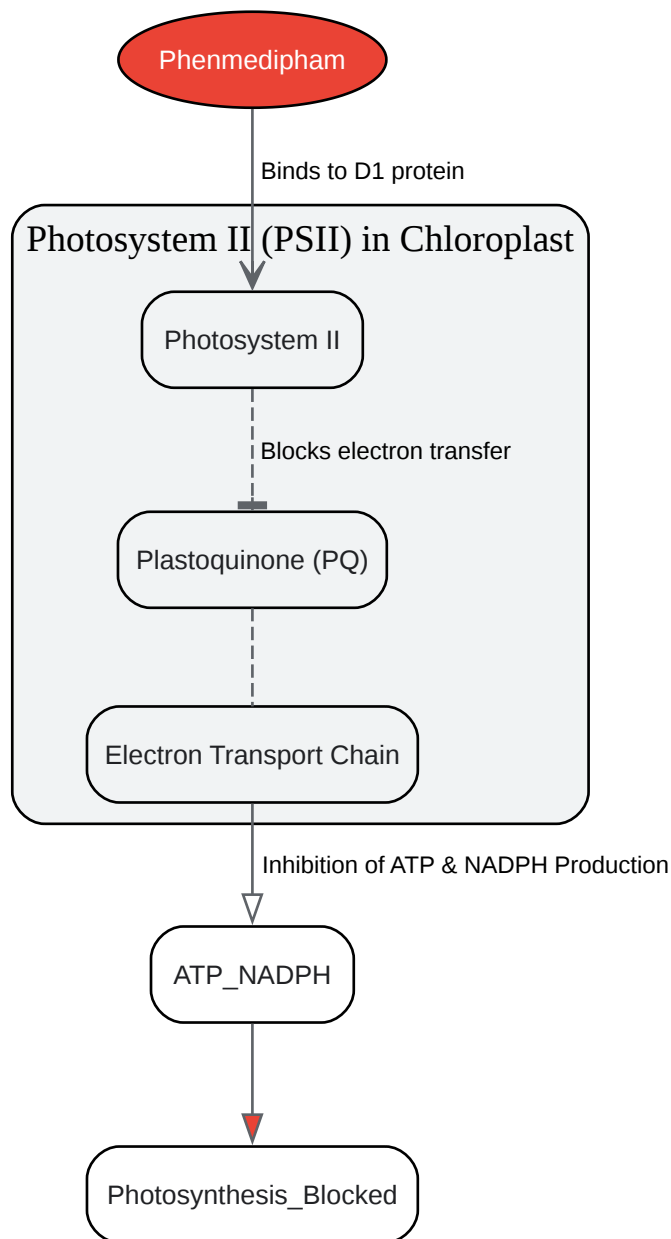 Phenmedipham
Binds to D1 protein
Photosystem II (PSII) in Chloroplast
Photosystem II
Blocks electron transfer
Plastoquinone (PQ)
Electron Transport Chain
Inhibition of ATP & NADPH Production
ATP_NADPH
Photosynthesis_Blocked